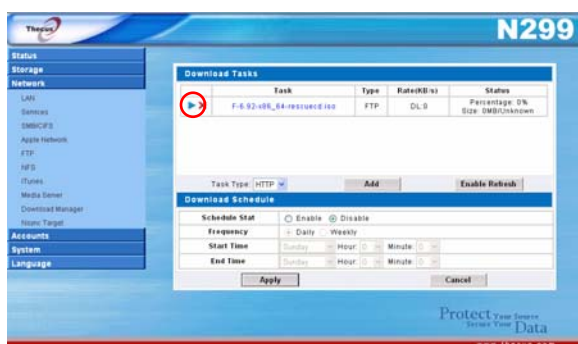 Thecus
N299
Status
Storage
Network
LAN
Services
SMB/CIFS
Apple Network
FTP
NFS
iTunes
Media Server
Download Manager
Nsync Target
Accounts
System
Language
Download Tasks
Task Type Rate(KB/s) Status
F-6.92-x86_64-rescuecd.iso FTP DL:0 Percentage: 0%
Size: 0MB/Unknown
Task Type: HTTP Add Enable Refresh
Download Schedule
Schedule Stat Enable Disable
Frequency Daily Weekly
Start Time Sunday Hour: 0 Minute: 0
End Time Sunday Hour: 0 Minute: 0
Apply Cancel
Protect Your Source
Secure Your Data